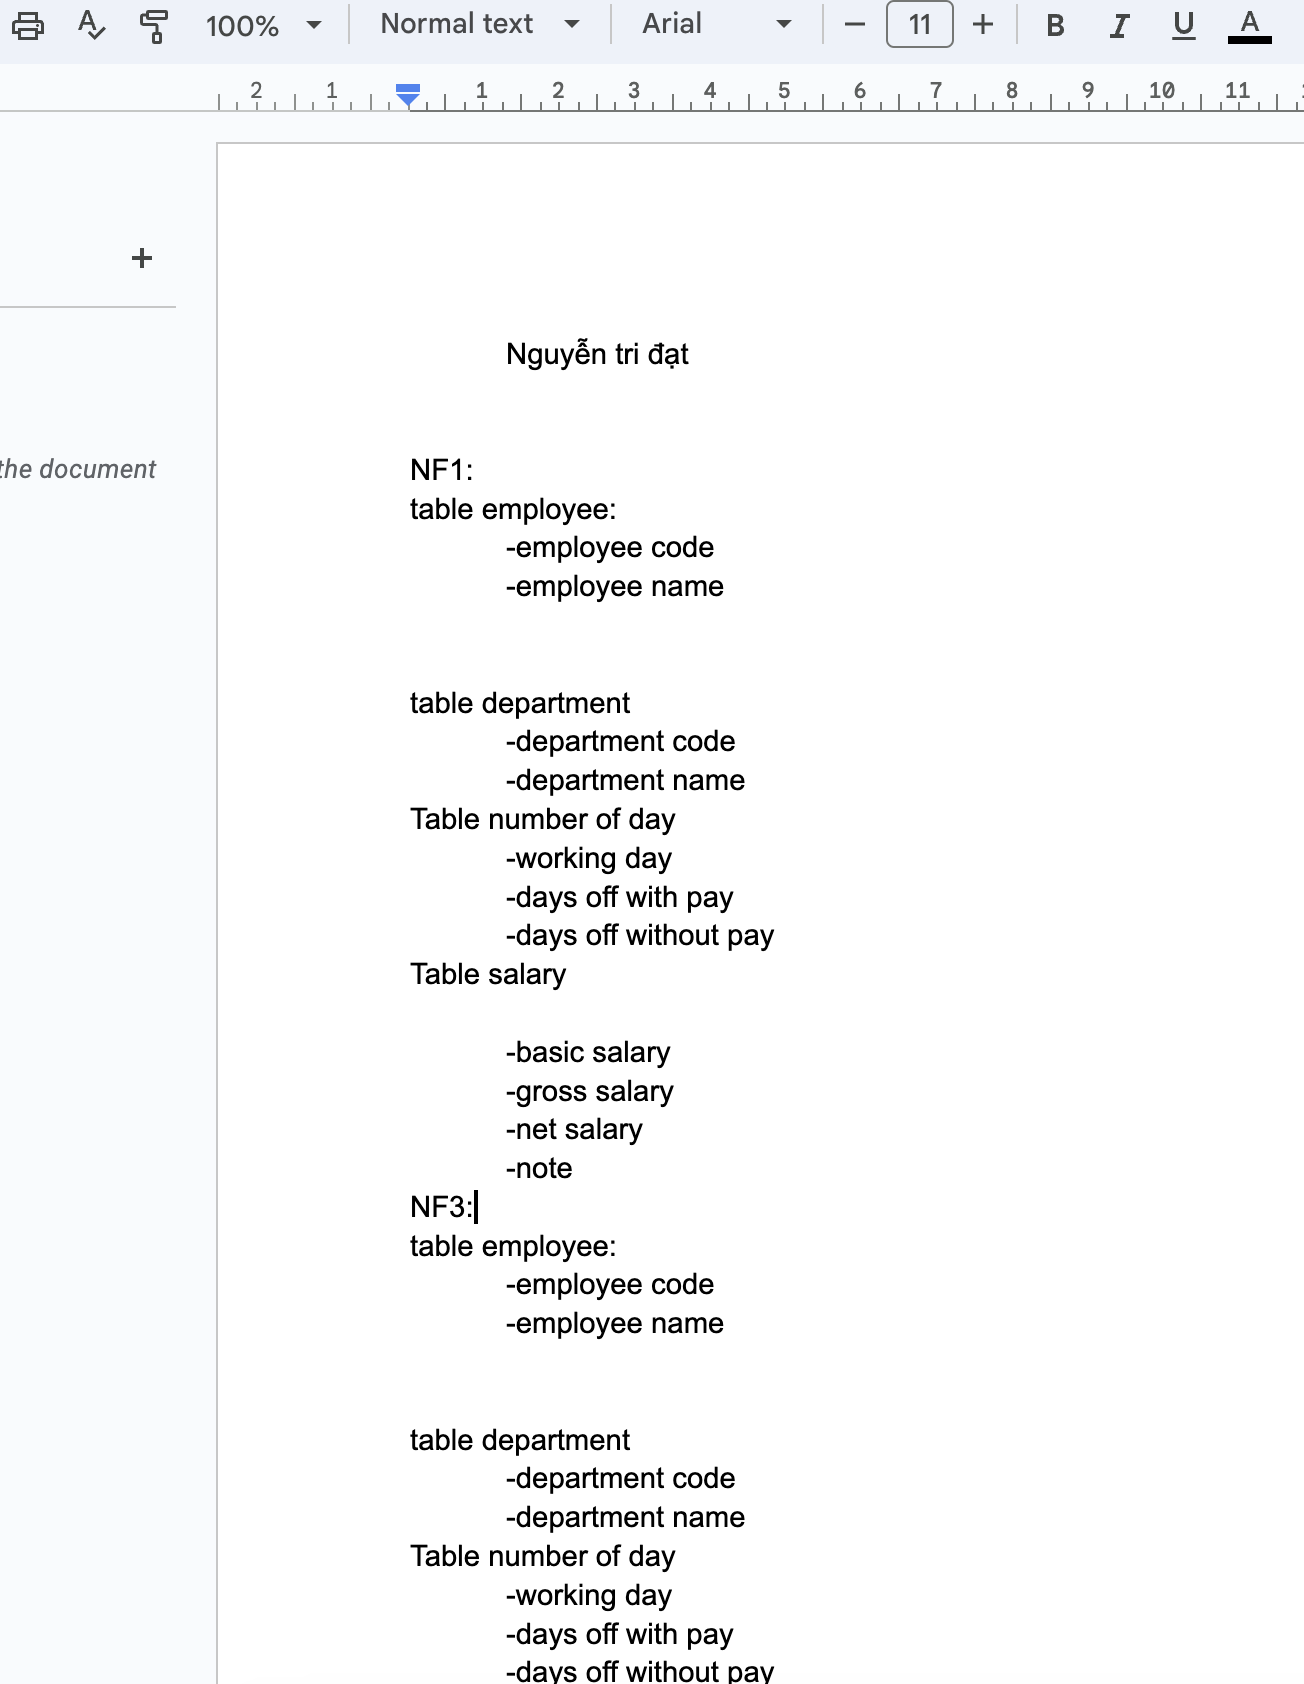 100% Normal text Arial 11 B I U A
2 1 1 2 3 4 5 6 7 8 9 10 11
the document
Nguyễn tri đạt
NF1:
table employee:
-employee code
-employee name
table department
-department code
-department name
Table number of day
-working day
-days off with pay
-days off without pay
Table salary
-basic salary
-gross salary
-net salary
-note
NF3:
table employee:
-employee code
-employee name
table department
-department code
-department name
Table number of day
-working day
-days off with pay
-days off without pay